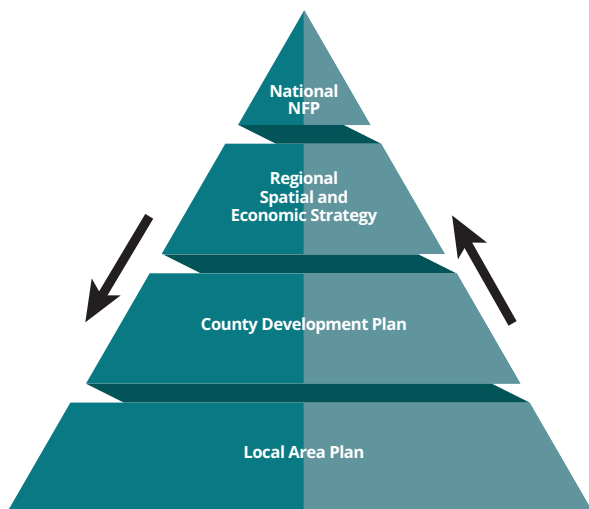 National
NFP
Regional
Spatial and
Economic Strategy
County Development Plan
Local Area Plan